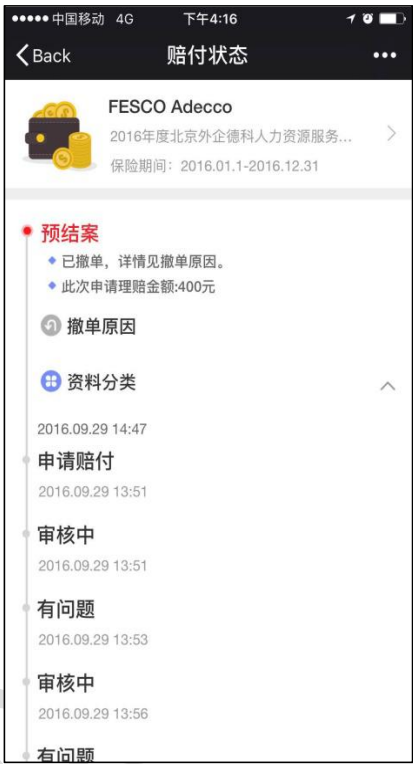 中国移动 4G 下午4:16
Back 赔付状态
FESCO Adecco
2016年度北京外企德科人力资源服务...
保险期间：2016.01.1-2016.12.31
预结案
已撤单，详情见撤单原因。
此次申请理赔金额:400元
撤单原因
资料分类
2016.09.29 14:47
申请赔付
2016.09.29 13:51
审核中
2016.09.29 13:51
有问题
2016.09.29 13:53
审核中
2016.09.29 13:56
有问题